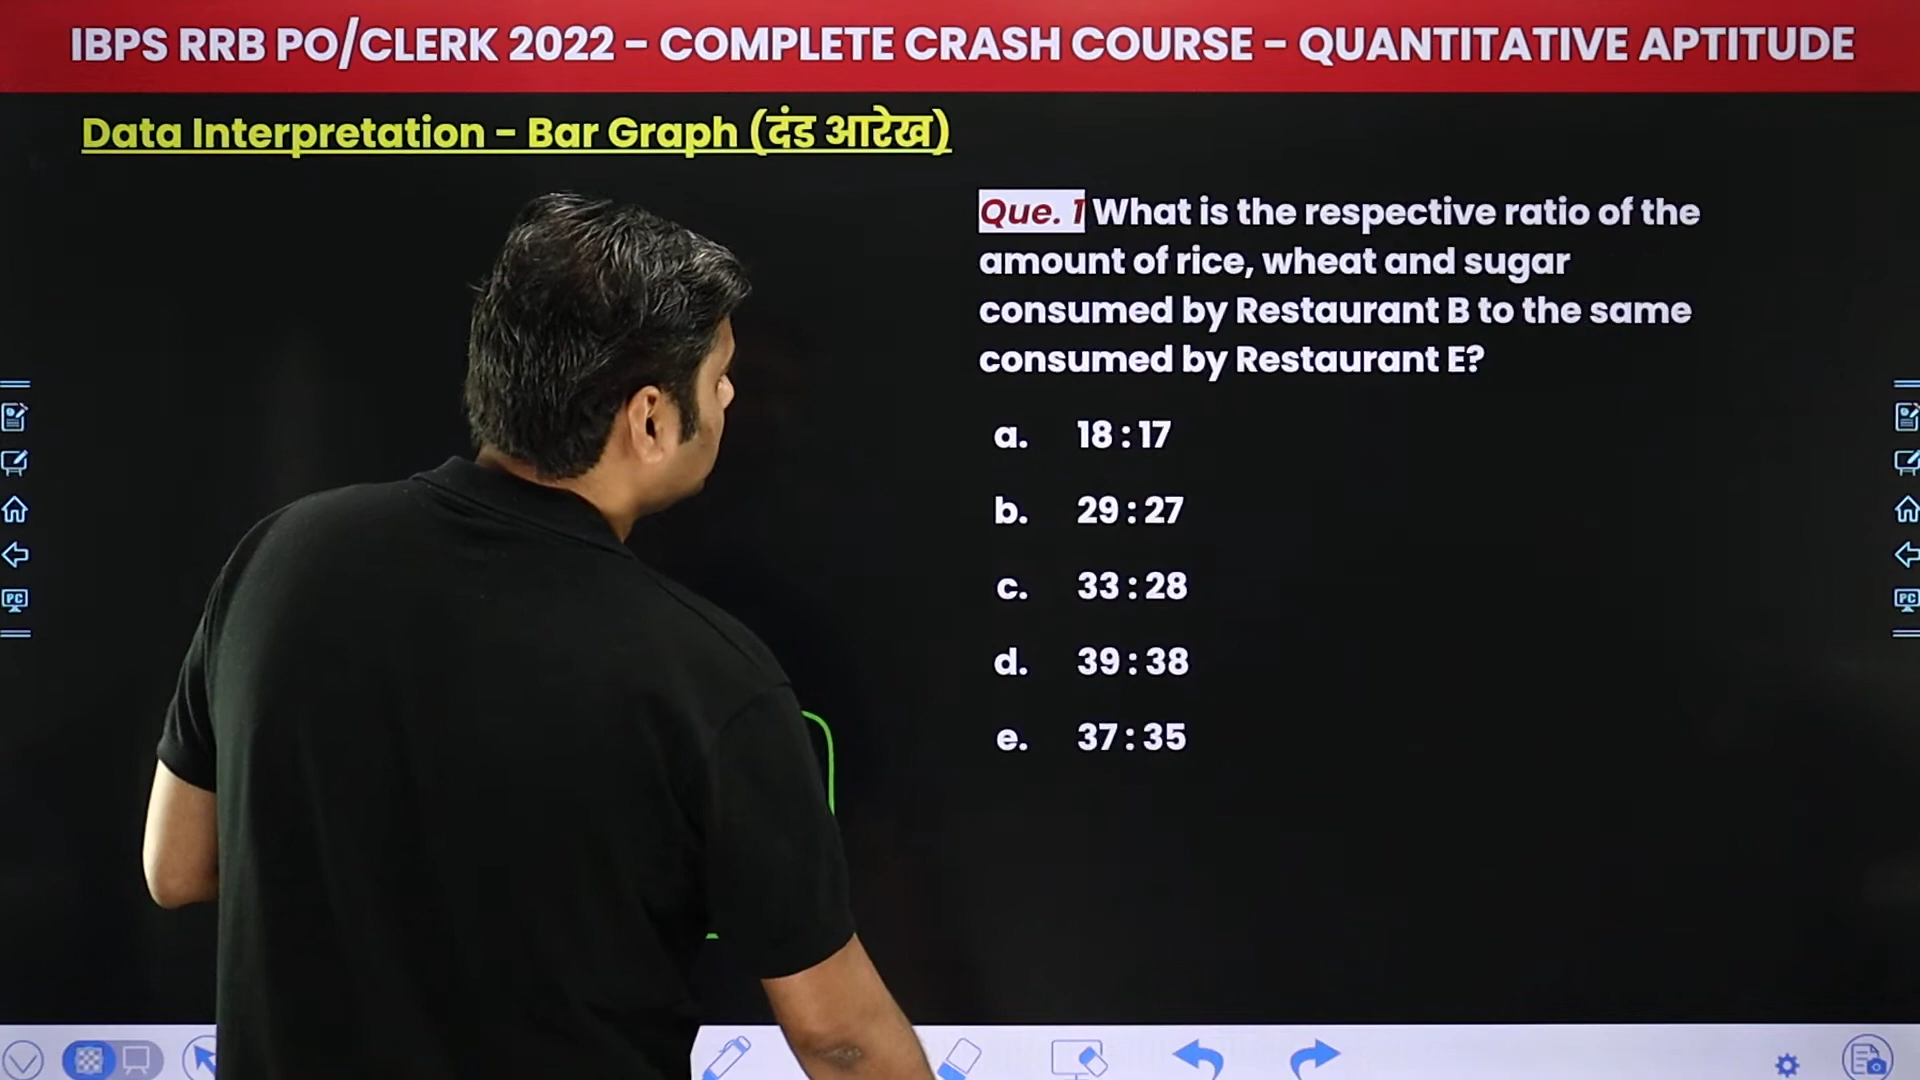 IBPS RRB PO/CLERK 2022 - COMPLETE CRASH COURSE - QUANTITATIVE APTITUDE
Data Interpretation - Bar Graph (दंड आरेख)
Que. 1 What is the respective ratio of the
amount of rice, wheat and sugar
consumed by Restaurant B to the same
consumed by Restaurant E?
a. 18 : 17
b. 29 : 27
c. 33 : 28
d. 39 : 38
e. 37 : 35
PC
PC